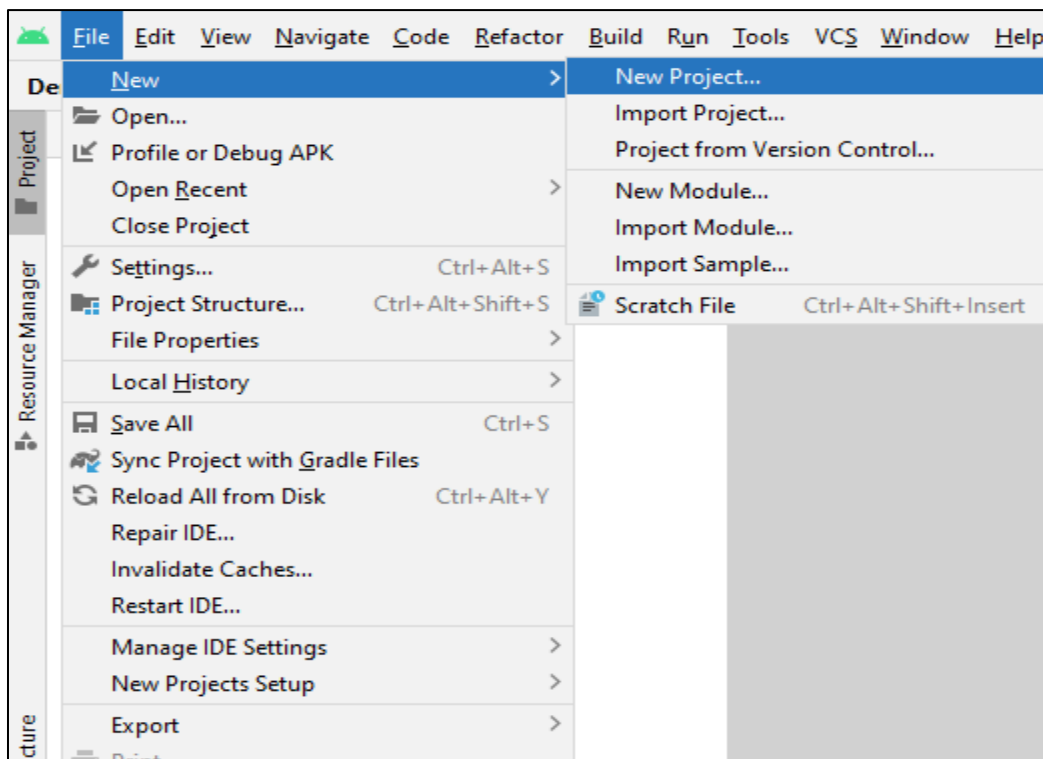 File Edit View Navigate Code Refactor Build Run Tools VCS Window Help
De
New
Open...
Profile or Debug APK
Open Recent
Close Project
Settings... Ctrl+Alt+S
Project Structure... Ctrl+Alt+Shift+S
File Properties
Local History
Save All Ctrl+S
Sync Project with Gradle Files
Reload All from Disk Ctrl+Alt+Y
Repair IDE...
Invalidate Caches...
Restart IDE...
Manage IDE Settings
New Projects Setup
Export
Print...
New Project...
Import Project...
Project from Version Control...
New Module...
Import Module...
Import Sample...
Scratch File Ctrl+Alt+Shift+Insert
Project
Resource Manager
cture